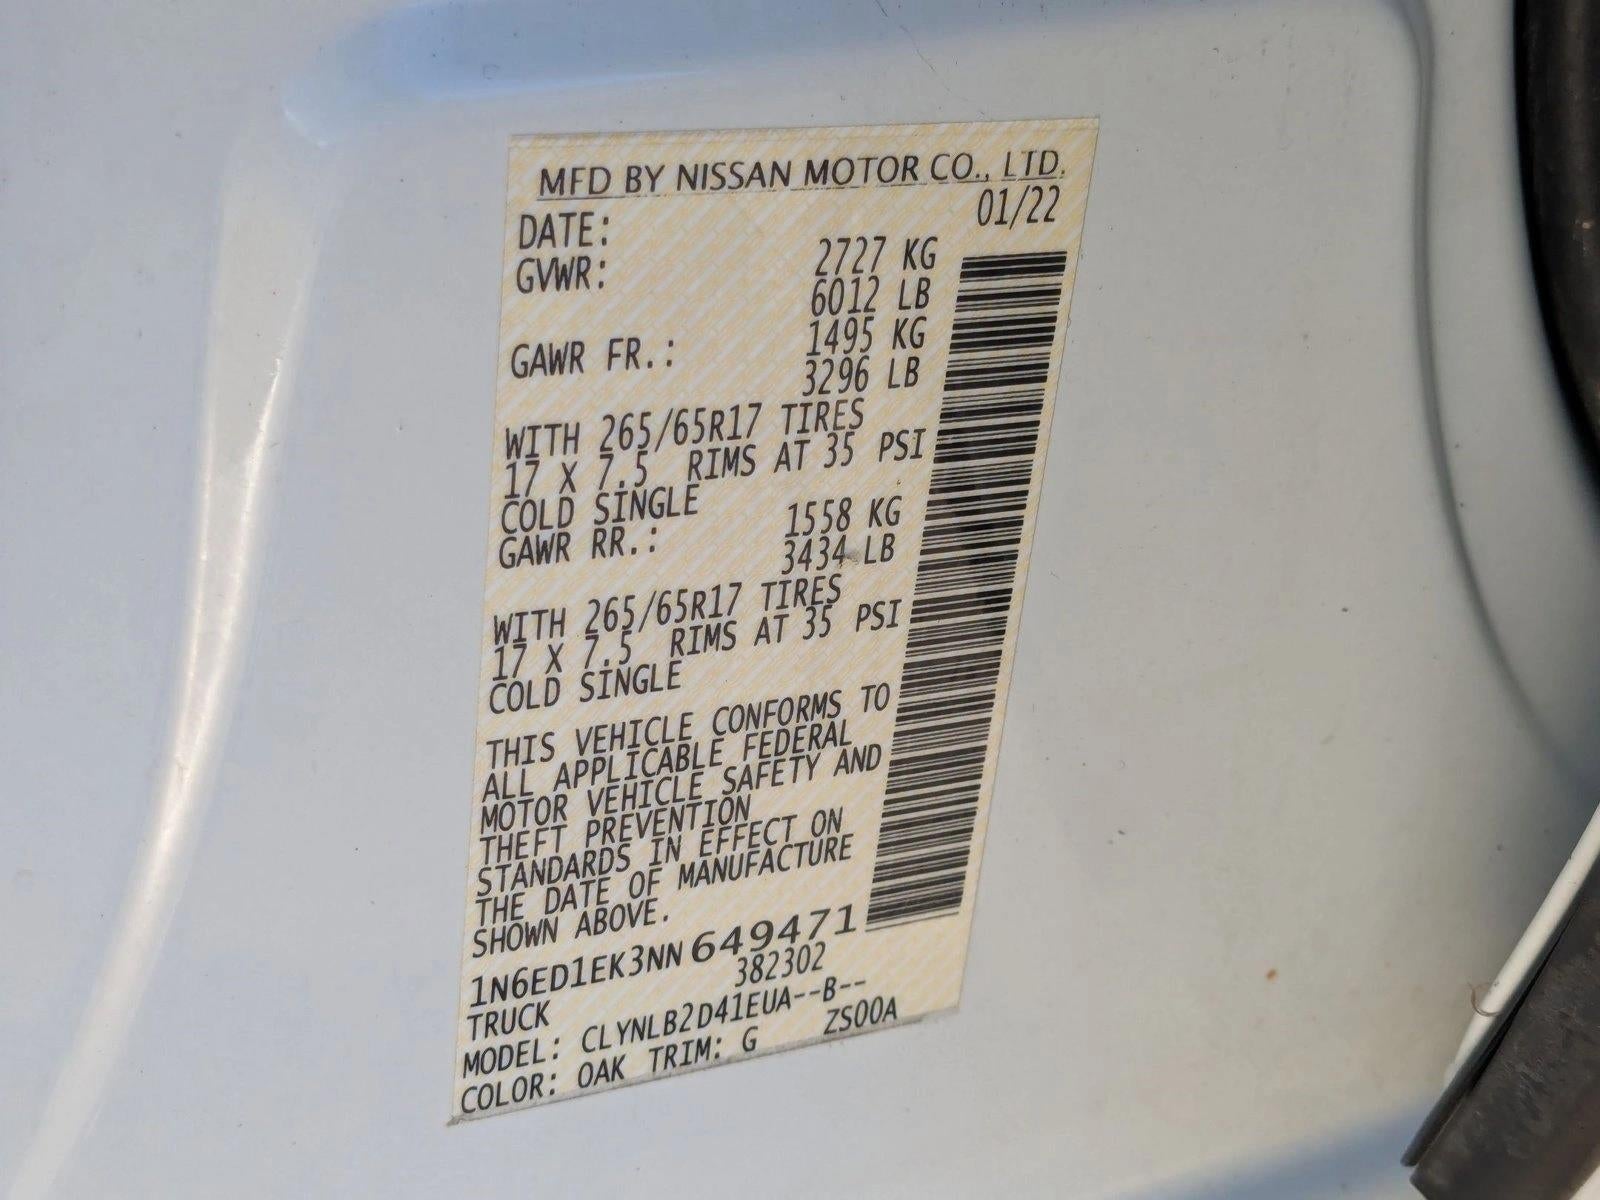 MFD BY NISSAN MOTOR CO., LTD.
DATE: 01/22
GVWR: 2727 KG
6012 LB
GAWR FR.: 1495 KG
3296 LB
WITH 265/65R17 TIRES
17 X 7.5 RIMS AT 35 PSI
COLD SINGLE
GAWR RR.: 1558 KG
3434 LB
WITH 265/65R17 TIRES
17 X 7.5 RIMS AT 35 PSI
COLD SINGLE
THIS VEHICLE CONFORMS TO
ALL APPLICABLE FEDERAL
MOTOR VEHICLE SAFETY AND
THEFT PREVENTION
STANDARDS IN EFFECT ON
THE DATE OF MANUFACTURE
SHOWN ABOVE.
1N6ED1EK3NN649471
TRUCK 382302
MODEL: CLYNLB2D41EUA--B--
COLOR: OAK TRIM: G ZS00A